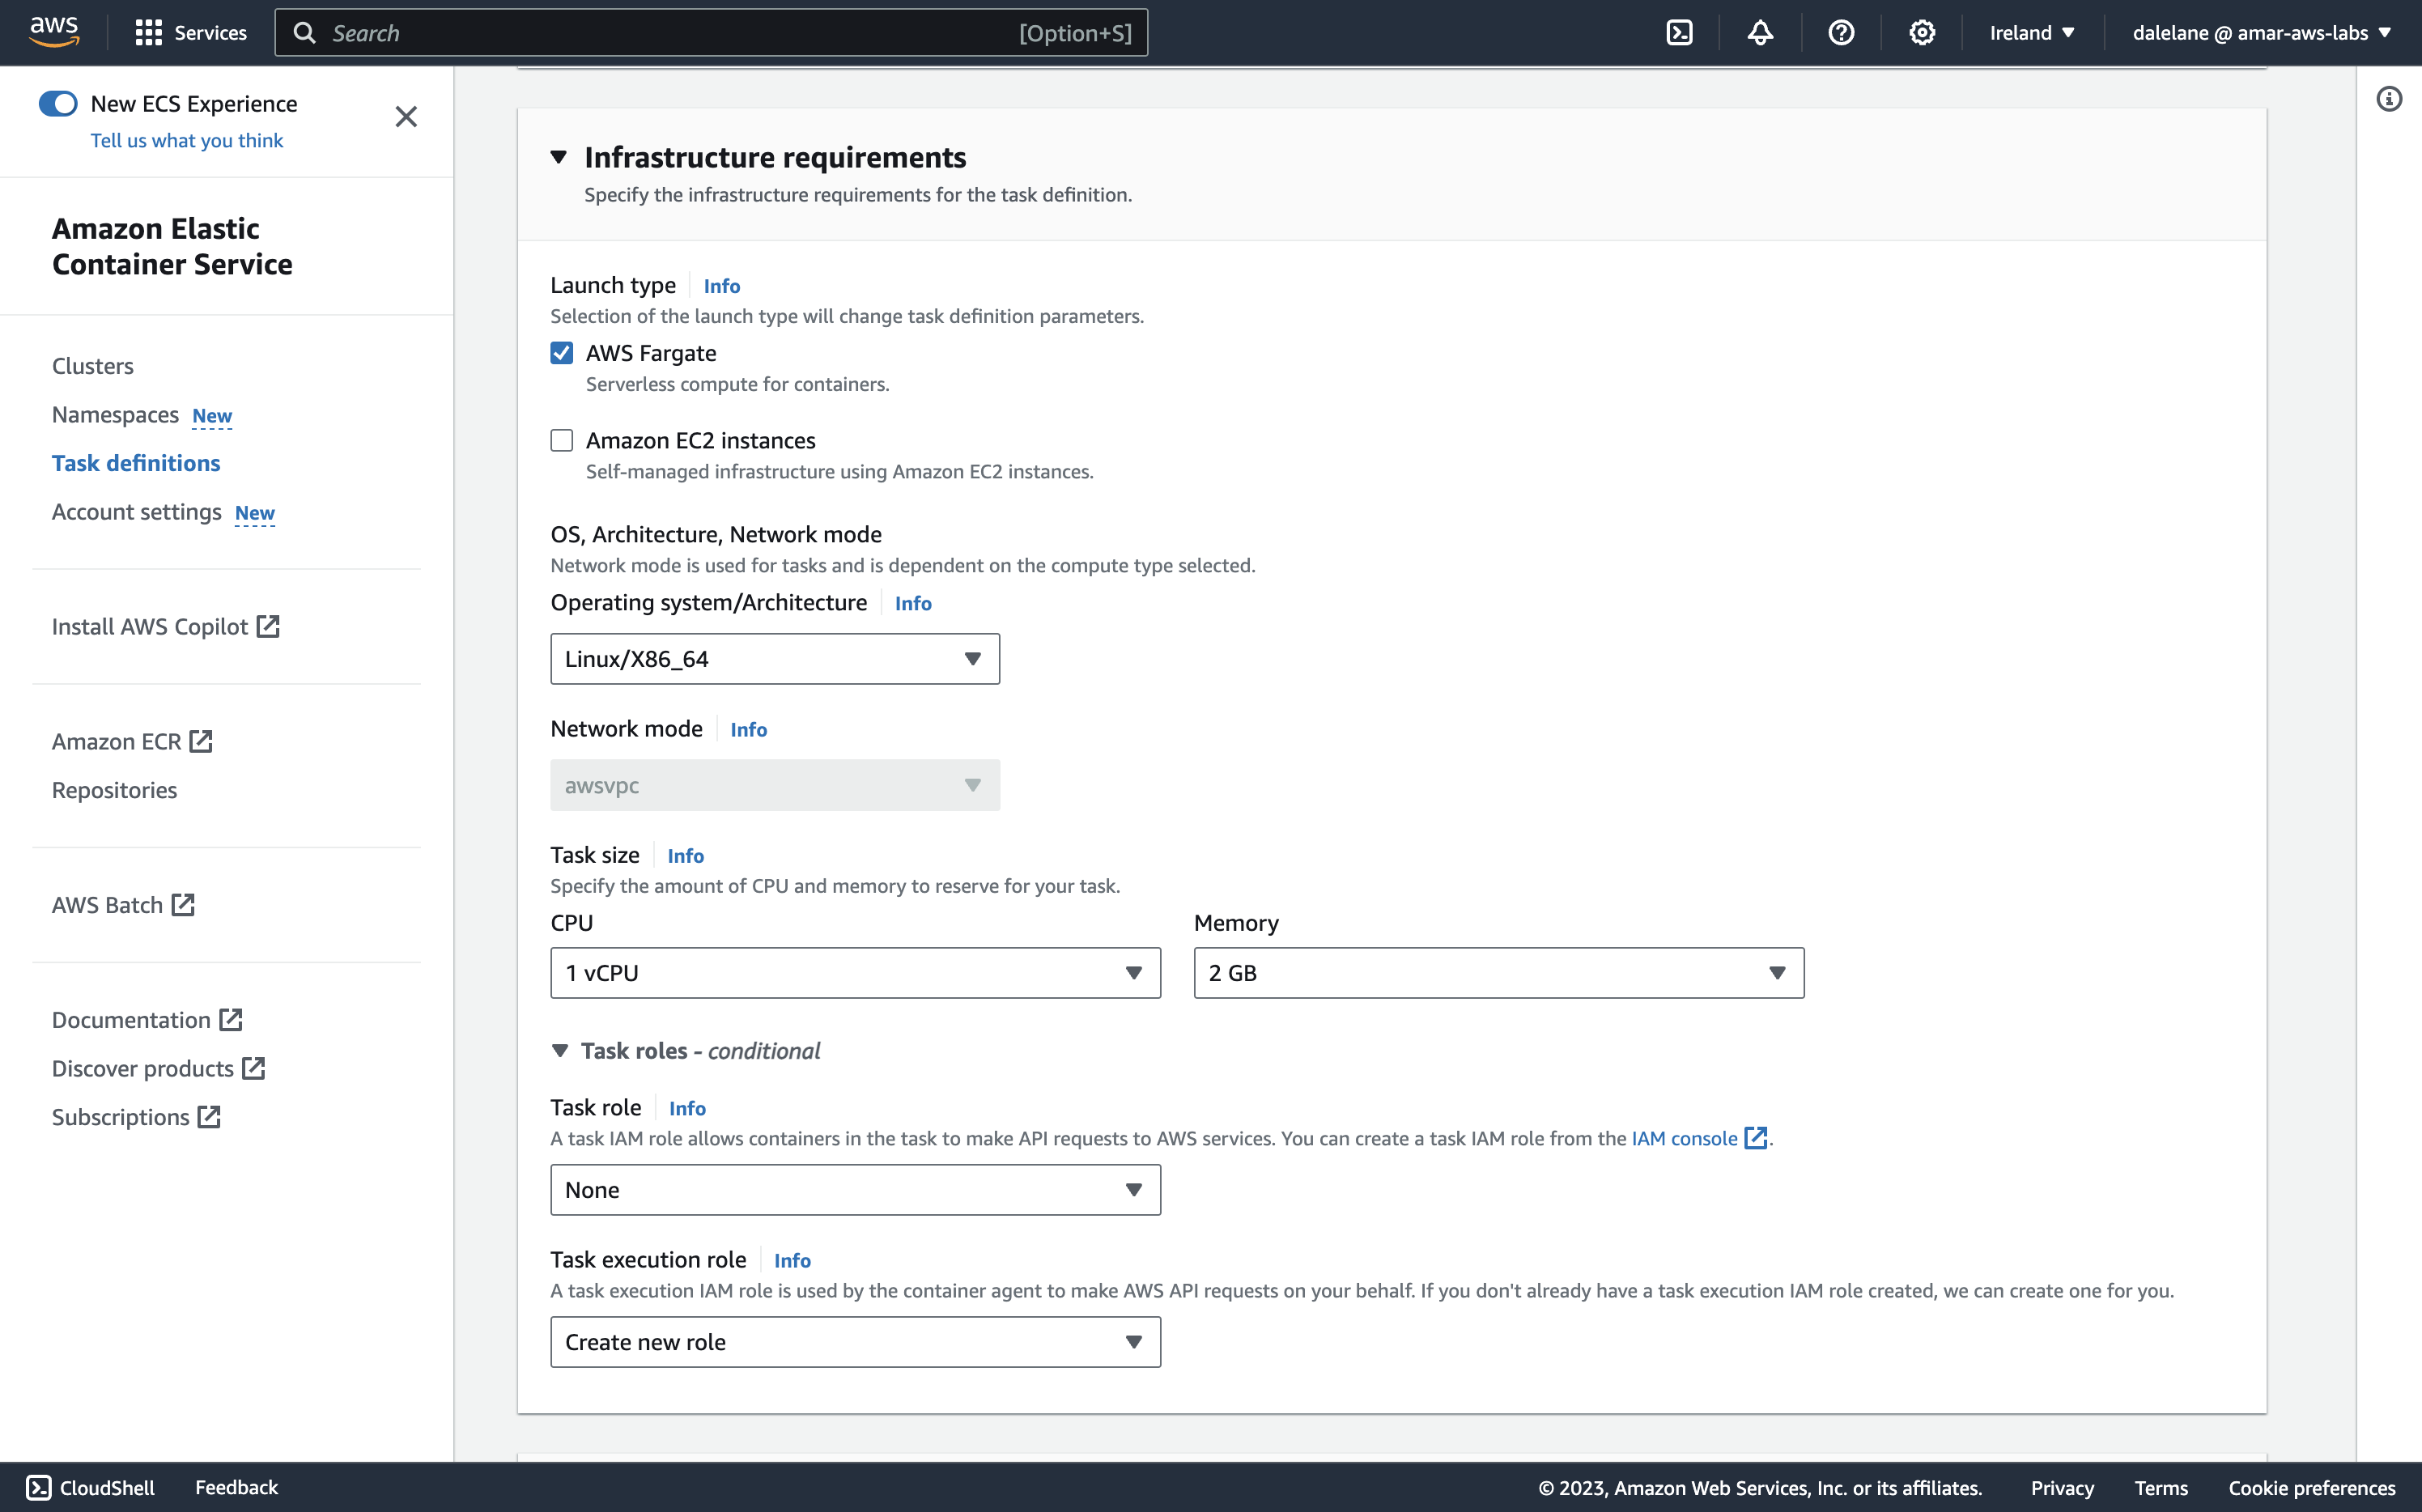 aws
Services
Search
[Option+S]
Ireland
dalelane @ amar-aws-labs
New ECS Experience
Tell us what you think
Amazon Elastic
Container Service
Clusters
Namespaces New
Task definitions
Account settings New
Install AWS Copilot
Amazon ECR
Repositories
AWS Batch
Documentation
Discover products
Subscriptions
Infrastructure requirements
Specify the infrastructure requirements for the task definition.
Launch type Info
Selection of the launch type will change task definition parameters.
AWS Fargate
Serverless compute for containers.
Amazon EC2 instances
Self-managed infrastructure using Amazon EC2 instances.
OS, Architecture, Network mode
Network mode is used for tasks and is dependent on the compute type selected.
Operating system/Architecture Info
Linux/X86_64
Network mode Info
awsvpc
Task size Info
Specify the amount of CPU and memory to reserve for your task.
CPU
1 vCPU
Memory
2 GB
Task roles - conditional
Task role Info
A task IAM role allows containers in the task to make API requests to AWS services. You can create a task IAM role from the IAM console.
None
Task execution role Info
A task execution IAM role is used by the container agent to make AWS API requests on your behalf. If you don't already have a task execution IAM role created, we can create one for you.
Create new role
CloudShell
Feedback
© 2023, Amazon Web Services, Inc. or its affiliates.
Privacy
Terms
Cookie preferences